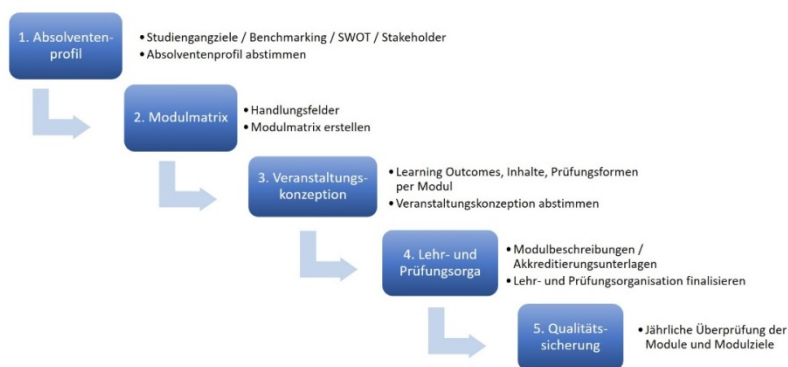 1. Absolventen-
profil
• Studiengangziele / Benchmarking / SWOT / Stakeholder
• Absolventenprofil abstimmen
2. Modulmatrix
• Handlungsfelder
• Modulmatrix erstellen
3. Veranstaltungs-
konzeption
• Learning Outcomes, Inhalte, Prüfungsformen
per Modul
• Veranstaltungskonzeption abstimmen
4. Lehr- und
Prüfungsorga
• Modulbeschreibungen /
Akkreditierungsunterlagen
• Lehr- und Prüfungsorganisation finalisieren
5. Qualitäts-
sicherung
• Jährliche Überprüfung der
Module und Modulziele